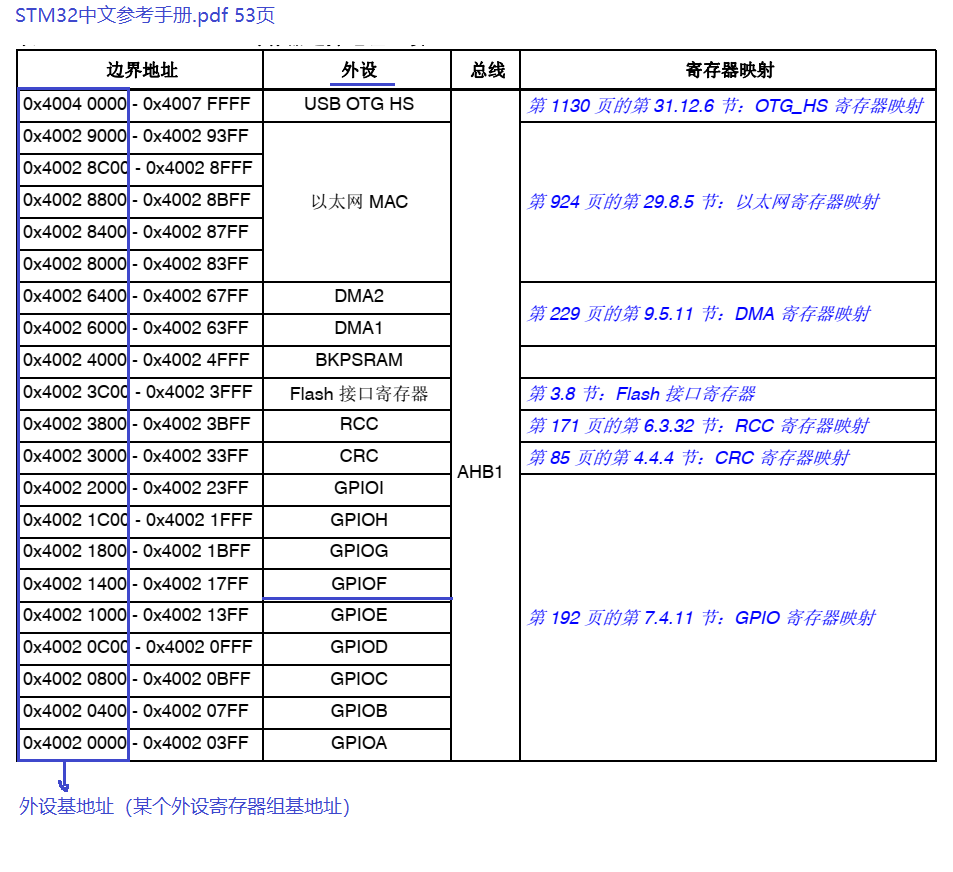 STM32中文参考手册.pdf 53页
边界地址 外设 总线 寄存器映射
0x4004 0000 - 0x4007 FFFF USB OTG HS 第 1130 页的第 31.12.6 节：OTG_HS 寄存器映射
0x4002 9000 - 0x4002 93FF
0x4002 8C00 - 0x4002 8FFF
0x4002 8800 - 0x4002 8BFF 以太网 MAC 第 924 页的第 29.8.5 节：以太网寄存器映射
0x4002 8400 - 0x4002 87FF
0x4002 8000 - 0x4002 83FF
0x4002 6400 - 0x4002 67FF DMA2
第 229 页的第 9.5.11 节：DMA 寄存器映射
0x4002 6000 - 0x4002 63FF DMA1
0x4002 4000 - 0x4002 4FFF BKPSRAM
0x4002 3C00 - 0x4002 3FFF Flash 接口寄存器 第 3.8 节：Flash 接口寄存器
0x4002 3800 - 0x4002 3BFF RCC 第 171 页的第 6.3.32 节：RCC 寄存器映射
0x4002 3000 - 0x4002 33FF CRC 第 85 页的第 4.4.4 节：CRC 寄存器映射
AHB1
0x4002 2000 - 0x4002 23FF GPIOI
0x4002 1C00 - 0x4002 1FFF GPIOH
0x4002 1800 - 0x4002 1BFF GPIOG
0x4002 1400 - 0x4002 17FF GPIOF
0x4002 1000 - 0x4002 13FF GPIOE 第 192 页的第 7.4.11 节：GPIO 寄存器映射
0x4002 0C00 - 0x4002 0FFF GPIOD
0x4002 0800 - 0x4002 0BFF GPIOC
0x4002 0400 - 0x4002 07FF GPIOB
0x4002 0000 - 0x4002 03FF GPIOA
外设基地址（某个外设寄存器组基地址）